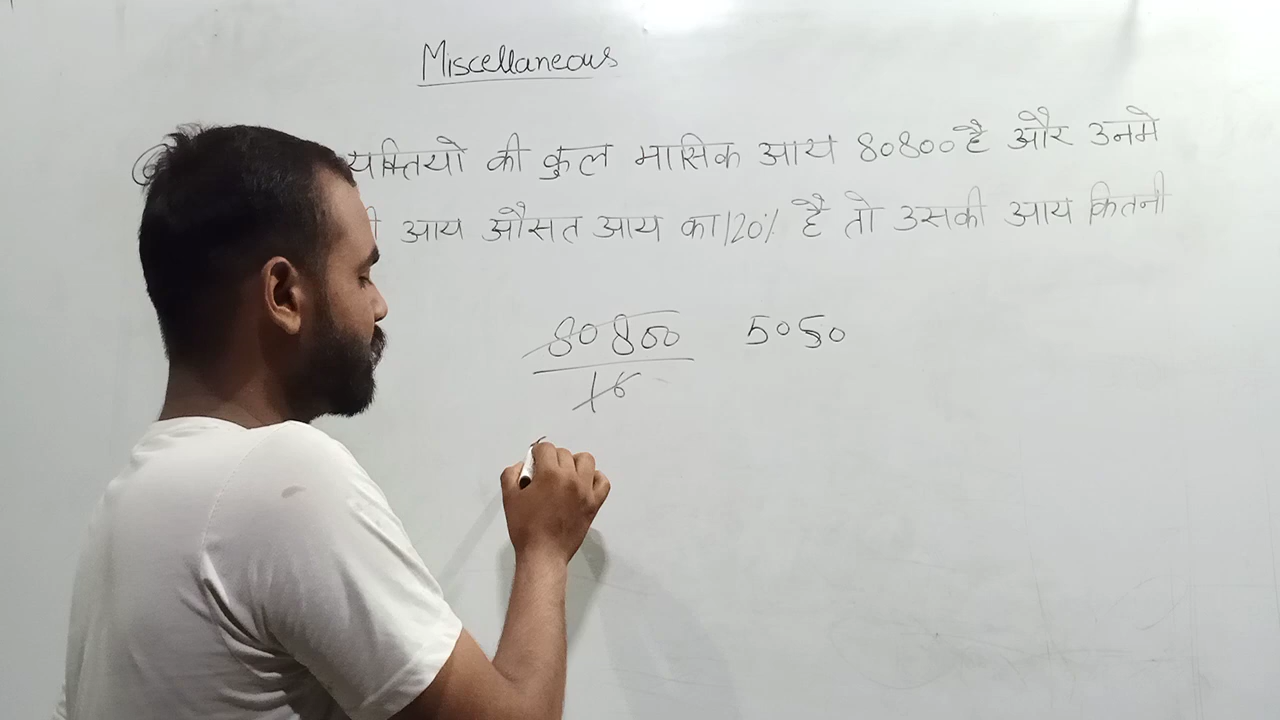 Miscellaneous
व्यक्तियो की कुल मासिक आय 80800 है और उनमे
आय औसत आय का 120% है तो उसकी आय कितनी
80800 5050
16